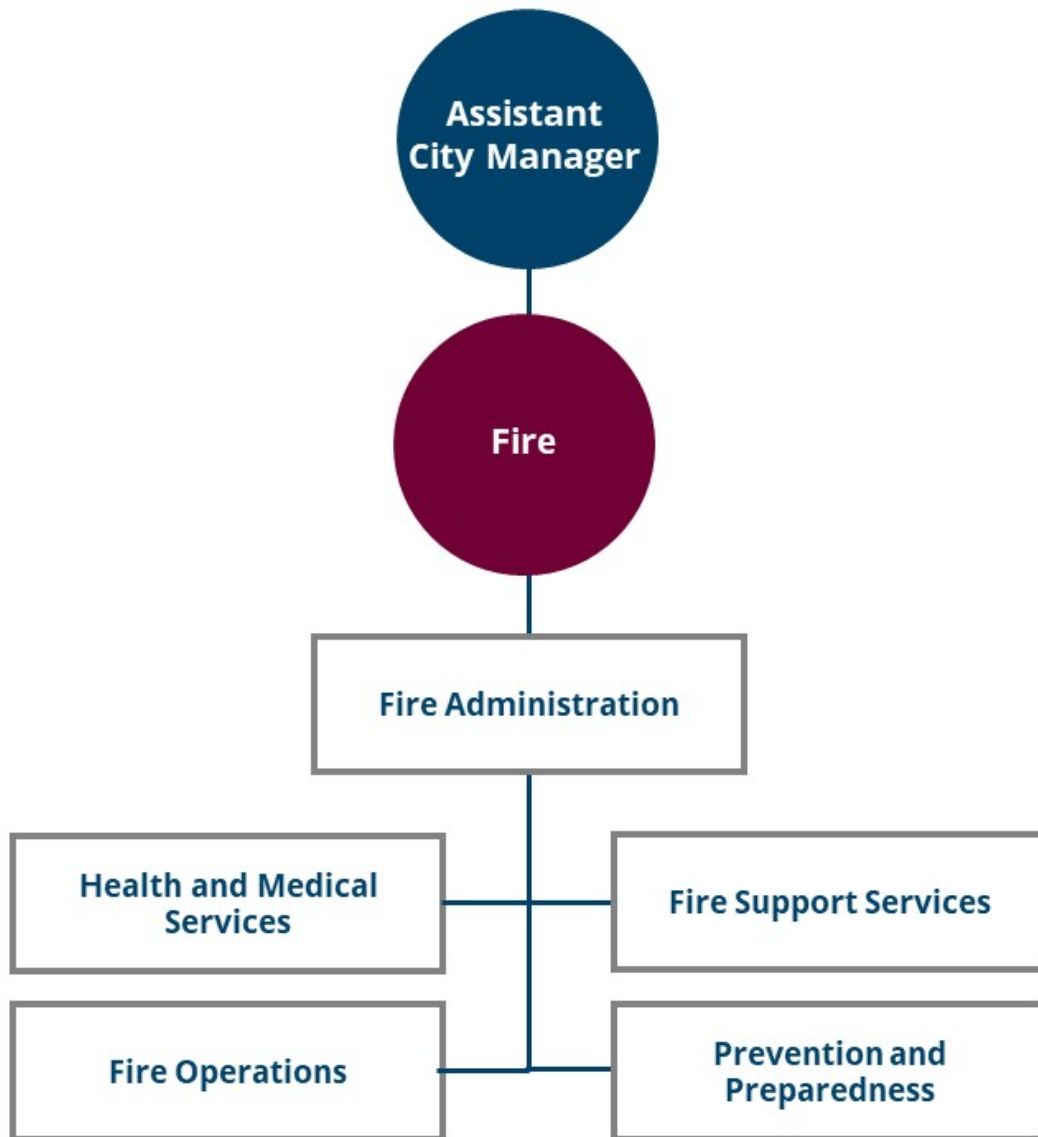 Assistant
City Manager
Fire
Fire Administration
Health and Medical
Services
Fire Support Services
Fire Operations
Prevention and
Preparedness